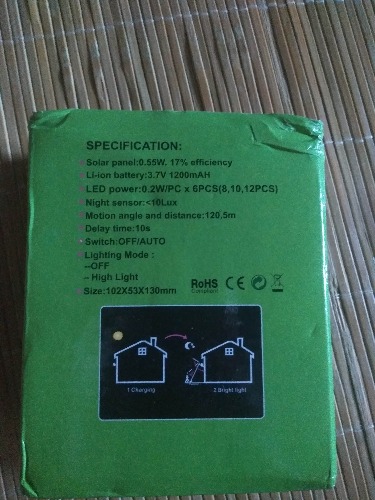 SPECIFICATION:
Solar panel:0.55W. 17% efficiency
Li-ion battery:3.7V 1200mAH
LED power:0.2W/PC x 6PCS(8,10,12PCS)
Night sensor:<10Lux
Motion angle and distance:120.5m
Delay time:10s
Switch:OFF/AUTO
Lighting Mode :
--OFF
-- High Light
Size:102X53X130mm
RoHS
Compliant
CE
1 Charging
2 Bright light